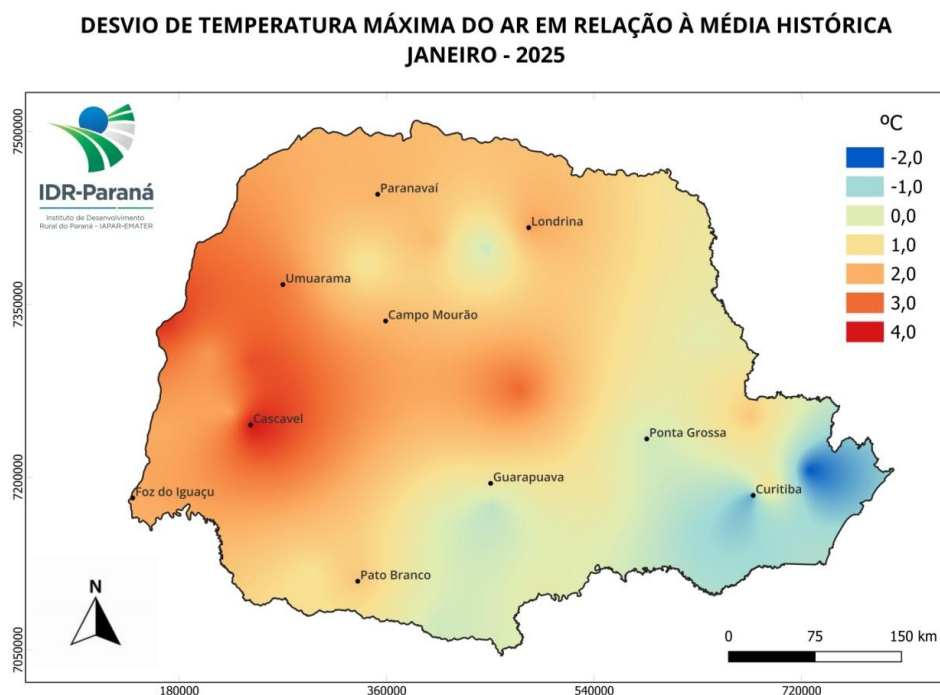 DESVIO DE TEMPERATURA MÁXIMA DO AR EM RELAÇÃO À MÉDIA HISTÓRICA
JANEIRO - 2025
7500000
7350000
7200000
7050000
IDR-Paraná
Instituto de Desenvolvimento
Rural do Paraná - IAPAR-EMATER
ºC
-2,0
-1,0
0,0
1,0
2,0
3,0
4,0
Paranavaí
Londrina
Umuarama
Campo Mourão
Cascavel
Ponta Grossa
Guarapuava
Foz do Iguaçu
Curitiba
Pato Branco
N
0 75 150 km
180000 360000 540000 720000